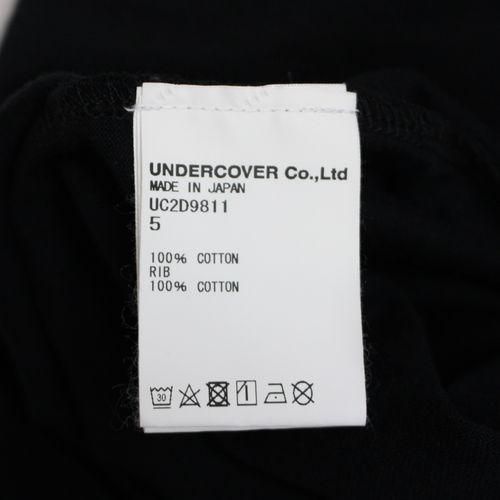 UNDERCOVER Co.,Ltd
MADE IN JAPAN
UC2D9811
5
100% COTTON
RIB
100% COTTON
30